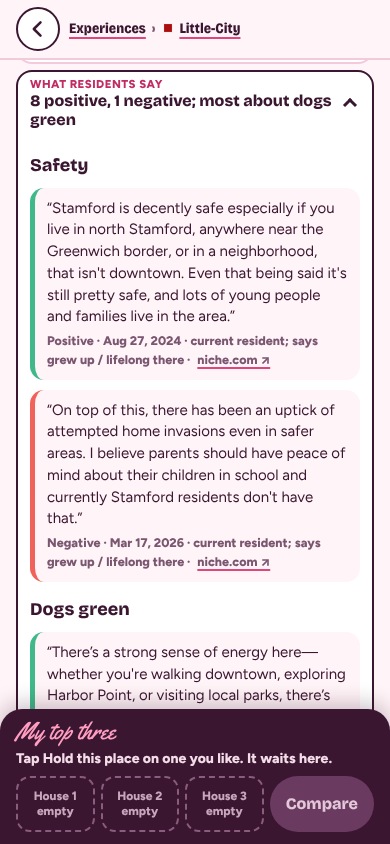 Experiences › Little-City
WHAT RESIDENTS SAY
8 positive, 1 negative; most about dogs
green
Safety
“Stamford is decently safe especially if you
live in north Stamford, anywhere near the
Greenwich border, or in a neighborhood,
that isn't downtown. Even that being said it's
still pretty safe, and lots of young people
and families live in the area.”
Positive · Aug 27, 2024 · current resident; says
grew up / lifelong there · niche.com ↗
“On top of this, there has been an uptick of
attempted home invasions even in safer
areas. I believe parents should have peace of
mind about their children in school and
currently Stamford residents don't have
that.”
Negative · Mar 17, 2026 · current resident; says
grew up / lifelong there · niche.com ↗
Dogs green
“There’s a strong sense of energy here—
whether you're walking downtown, exploring
Harbor Point, or visiting local parks, there’s
My top three
Tap Hold this place on one you like. It waits here.
House 1
empty
House 2
empty
House 3
empty
Compare